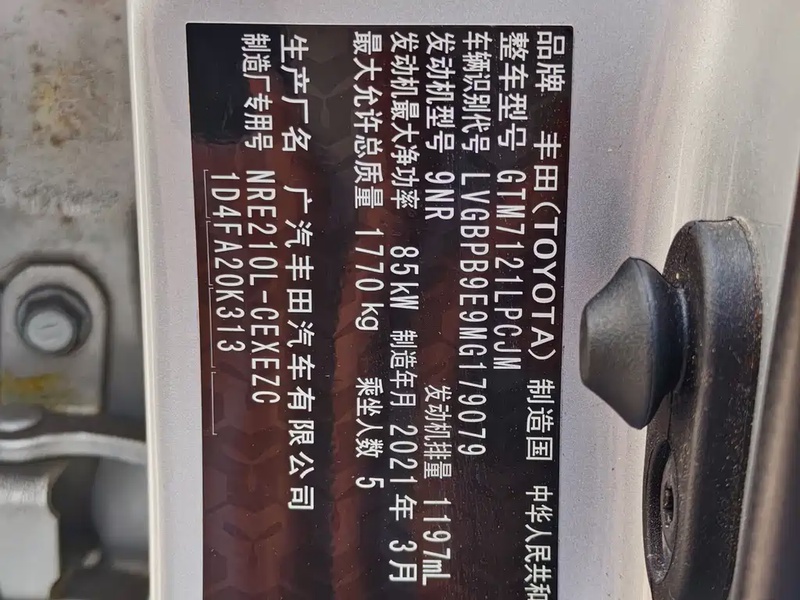 品牌 丰田(TOYOTA) 制造国 中华人民共和
整车型号 GTM7121LPCJM
车辆识别代号 LVGBPB9E9MG179079
发动机型号 9NR 发动机排量 1197mL
发动机最大净功率 85kW 制造年月 2021年 3月
最大允许总质量 1770kg 乘坐人数 5
生产厂名 广汽丰田汽车有限公司
制造厂专用号 NRE210L-CEXEZC
1D4FA20K313